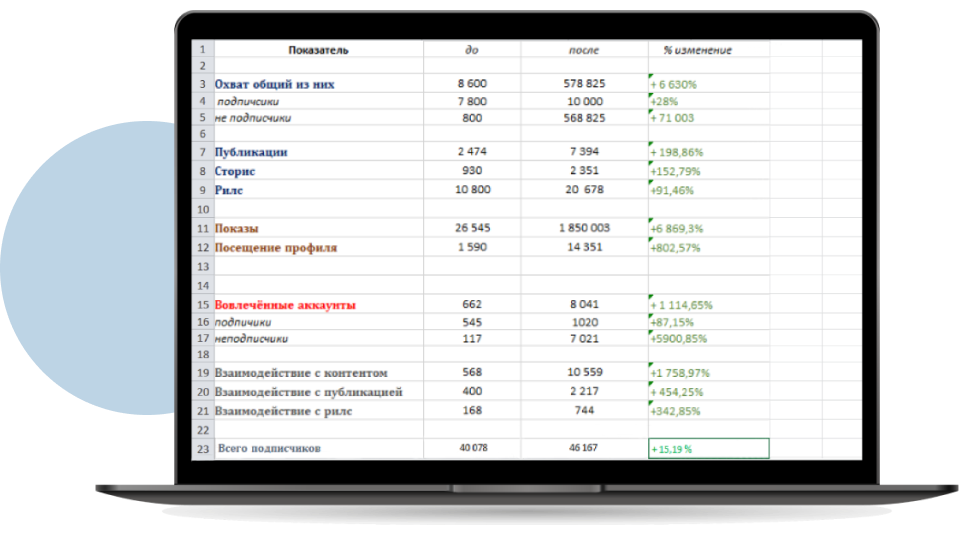 1 Показатель до после % изменение
2
3 Охват общий из них 8 600 578 825 + 6 630%
4 подпичсики 7 800 10 000 +28%
5 не подписчики 800 568 825 + 71 003
6
7 Публикации 2 474 7 394 + 198,86%
8 Сторис 930 2 351 +152,79%
9 Рилс 10 800 20 678 +91,46%
10
11 Показы 26 545 1 850 003 +6 869,3%
12 Посещение профиля 1 590 14 351 +802,57%
13
14
15 Вовлечённые аккаунты 662 8 041 + 1 114,65%
16 подпичики 545 1020 +87,15%
17 неподписчики 117 7 021 +5900,85%
18
19 Взаимодействие с контентом 568 10 559 +1 758,97%
20 Взаимодействие с публикацией 400 2 217 + 454,25%
21 Взаимодействие с рилс 168 744 +342,85%
22
23 Всего подписчиков 40 078 46 167 + 15,19 %